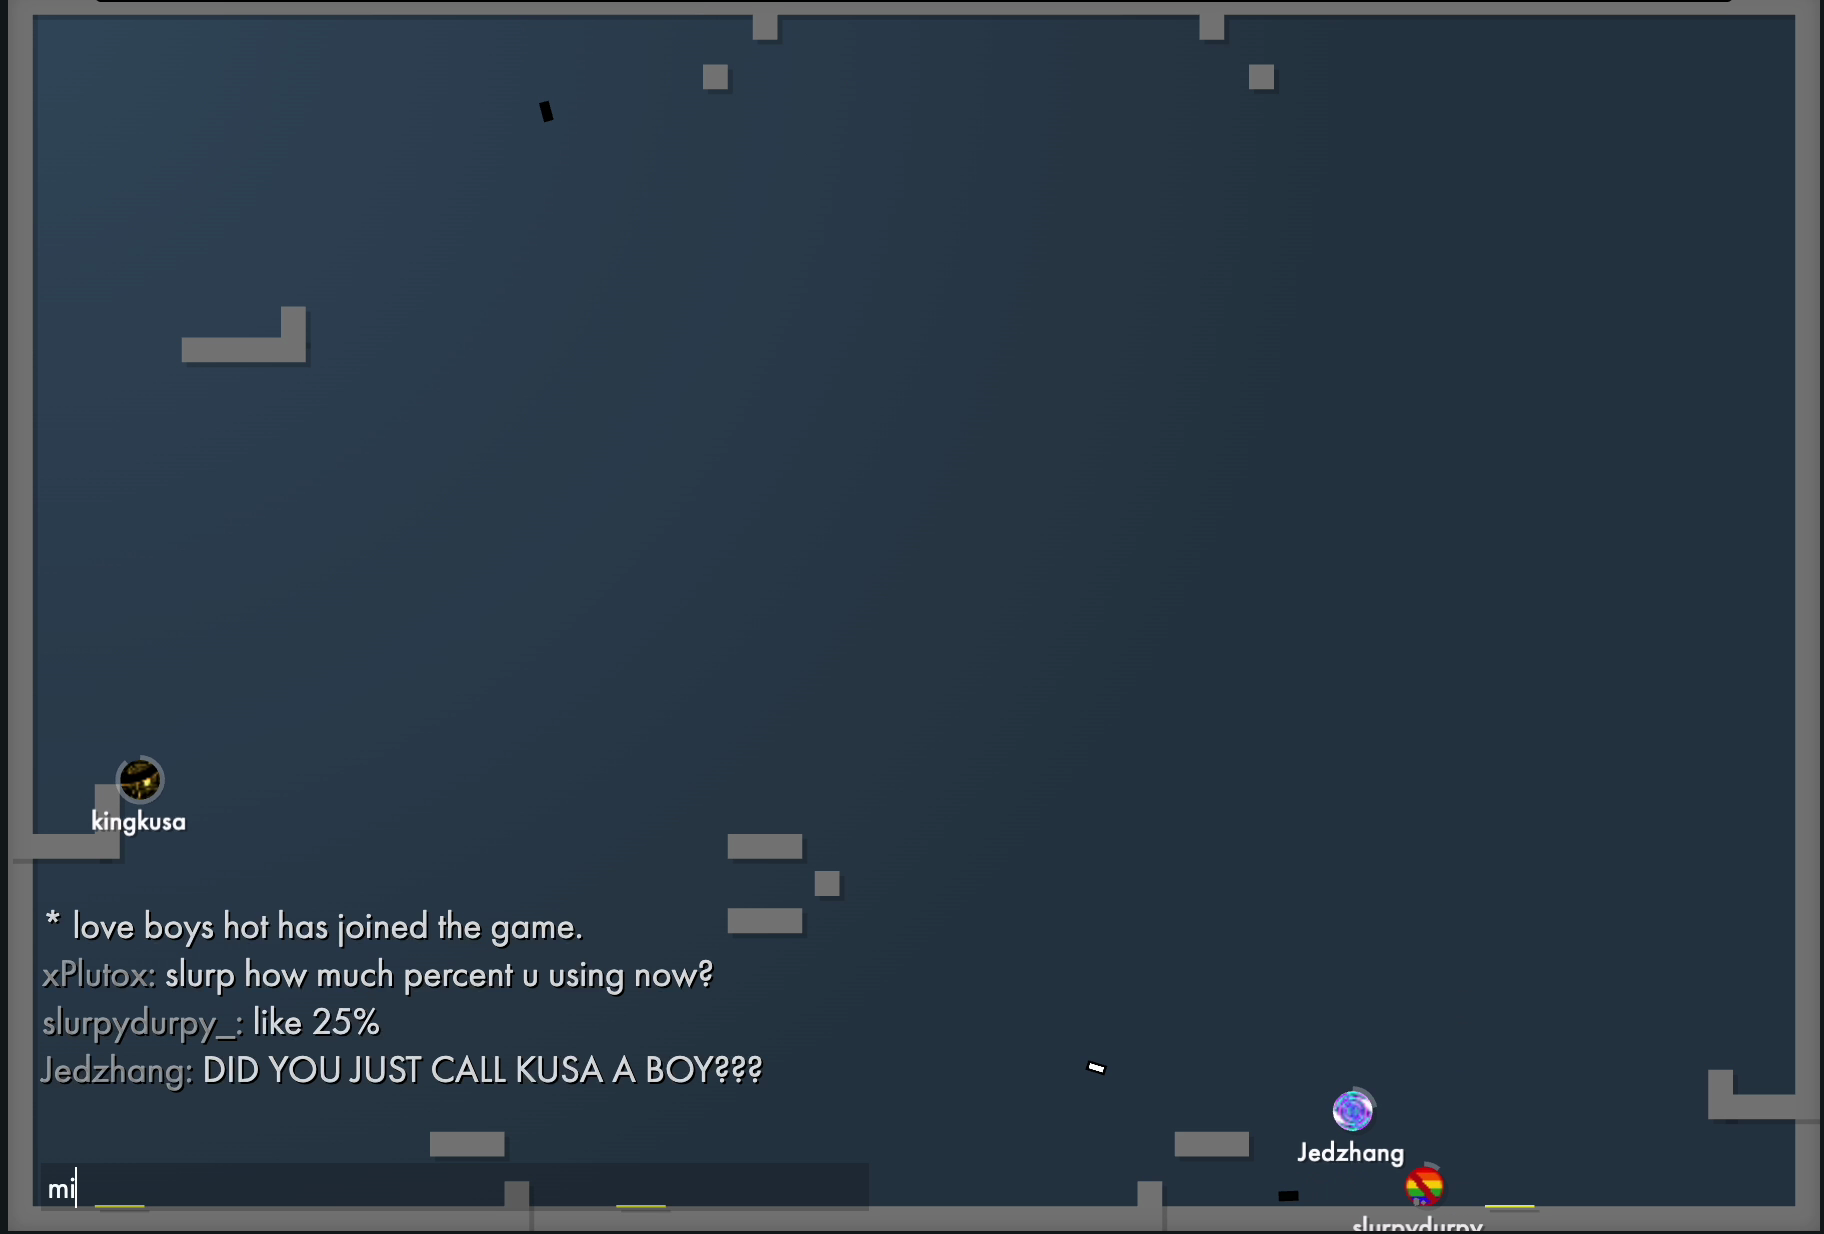 kingkusa
* love boys hot has joined the game.
xPlutox: slurp how much percent u using now?
slurpydurpy_: like 25%
Jedzhang: DID YOU JUST CALL KUSA A BOY???
Jedzhang
mi
slurpydurpy_